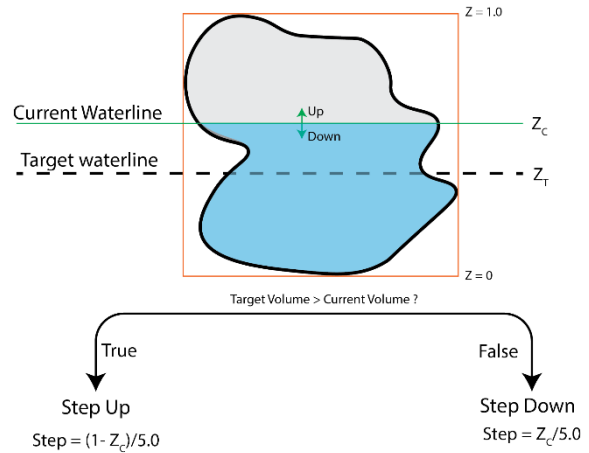 Z = 1.0
Up
Current Waterline
Z_C
Down
Target waterline
Z_T
Z = 0
Target Volume > Current Volume ?
True
False
Step Up
Step Down
Step = (1- Z_C)/5.0
Step = Z_C/5.0